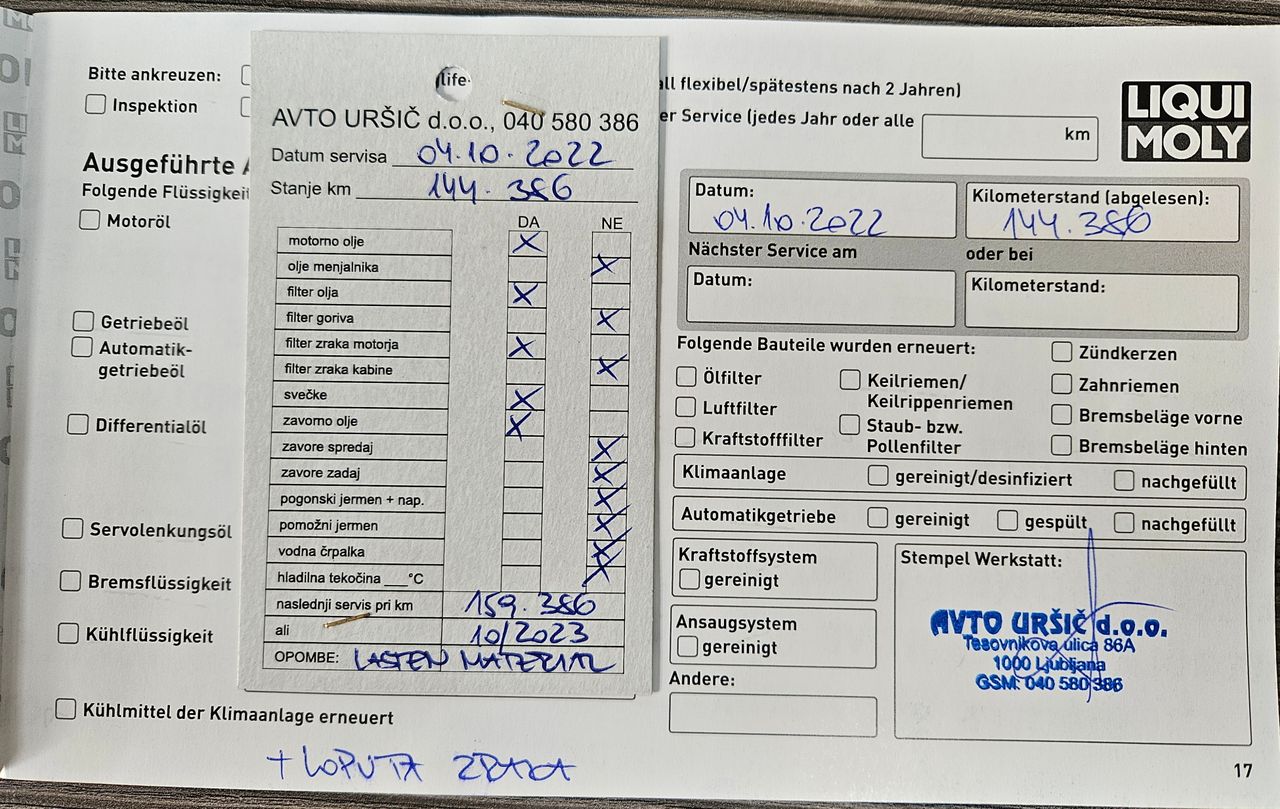 Bitte ankreuzen:
Inspektion
all flexibel/spätestens nach 2 Jahren)
er Service (jedes Jahr oder alle
km
LIQUI
MOLY
Ausgeführte A
Folgende Flüssigkeit
Motoröl
Getriebeöl
Automatik-
getriebeöl
Differentialöl
Servolenkungsöl
Bremsflüssigkeit
Kühlflüssigkeit
Kühlmittel der Klimaanlage erneuert
+ LOPUTA ZRAKA
life
AVTO URŠIČ d.o.o., 040 580 386
Datum servisa 04.10.2022
Stanje km 144.386
DA NE
motorno olje X
olje menjalnika X
filter olja X
filter goriva X
filter zraka motorja X
filter zraka kabine X
svečke X
zavorno olje X
zavore spredaj X
zavore zadaj X
pogonski jermen + nap. X
pomožni jermen X
vodna črpalka X
hladilna tekočina ___°C X
naslednji servis pri km 159.386
ali 10/2023
OPOMBE: LASTEN MATERIAL
Datum:
04.10.2022
Kilometerstand (abgelesen):
144.386
Nächster Service am oder bei
Datum:
Kilometerstand:
Folgende Bauteile wurden erneuert:
Ölfilter
Luftfilter
Kraftstofffilter
Keilriemen/
Keilrippenriemen
Staub- bzw.
Pollenfilter
Zündkerzen
Zahnriemen
Bremsbeläge vorne
Bremsbeläge hinten
Klimaanlage gereinigt/desinfiziert nachgefüllt
Automatikgetriebe gereinigt gespült nachgefüllt
Kraftstoffsystem
gereinigt
Ansaugsystem
gereinigt
Andere:
Stempel Werkstatt:
AVTO URŠIČ d.o.o.
Tesovnikova ulica 86A
1000 Ljubljana
GSM: 040 580 386
17